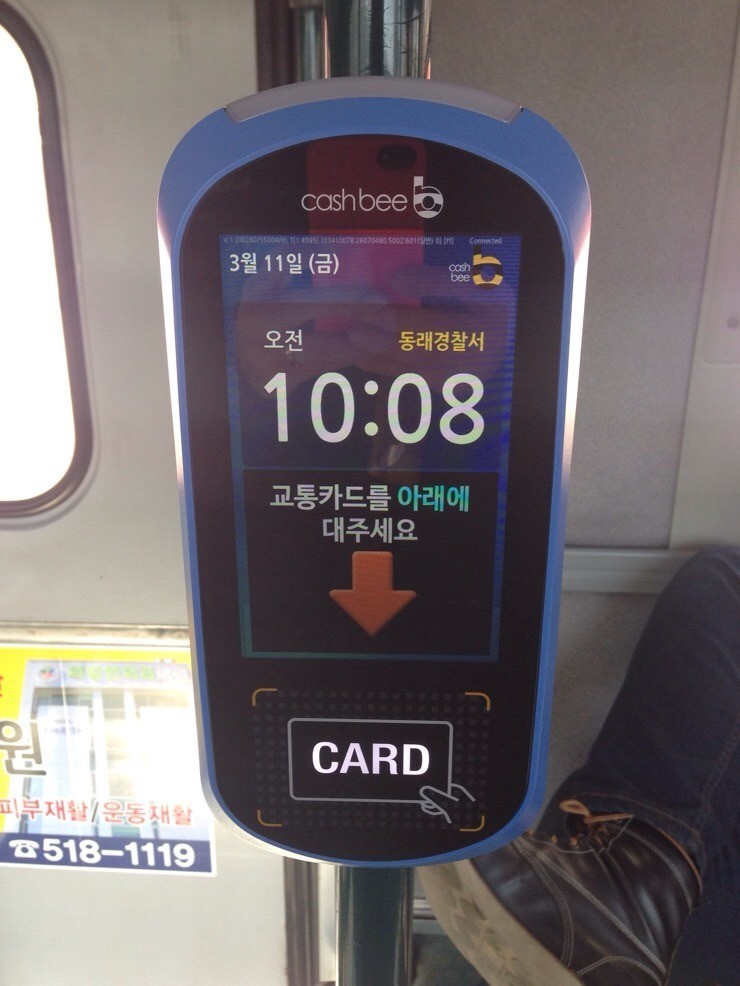 cashbee
Connected
3월 11일 (금)
cash
bee
오전
동래경찰서
10:08
교통카드를 아래에
대주세요
CARD
원
피부재활/운동재활
☎518-1119